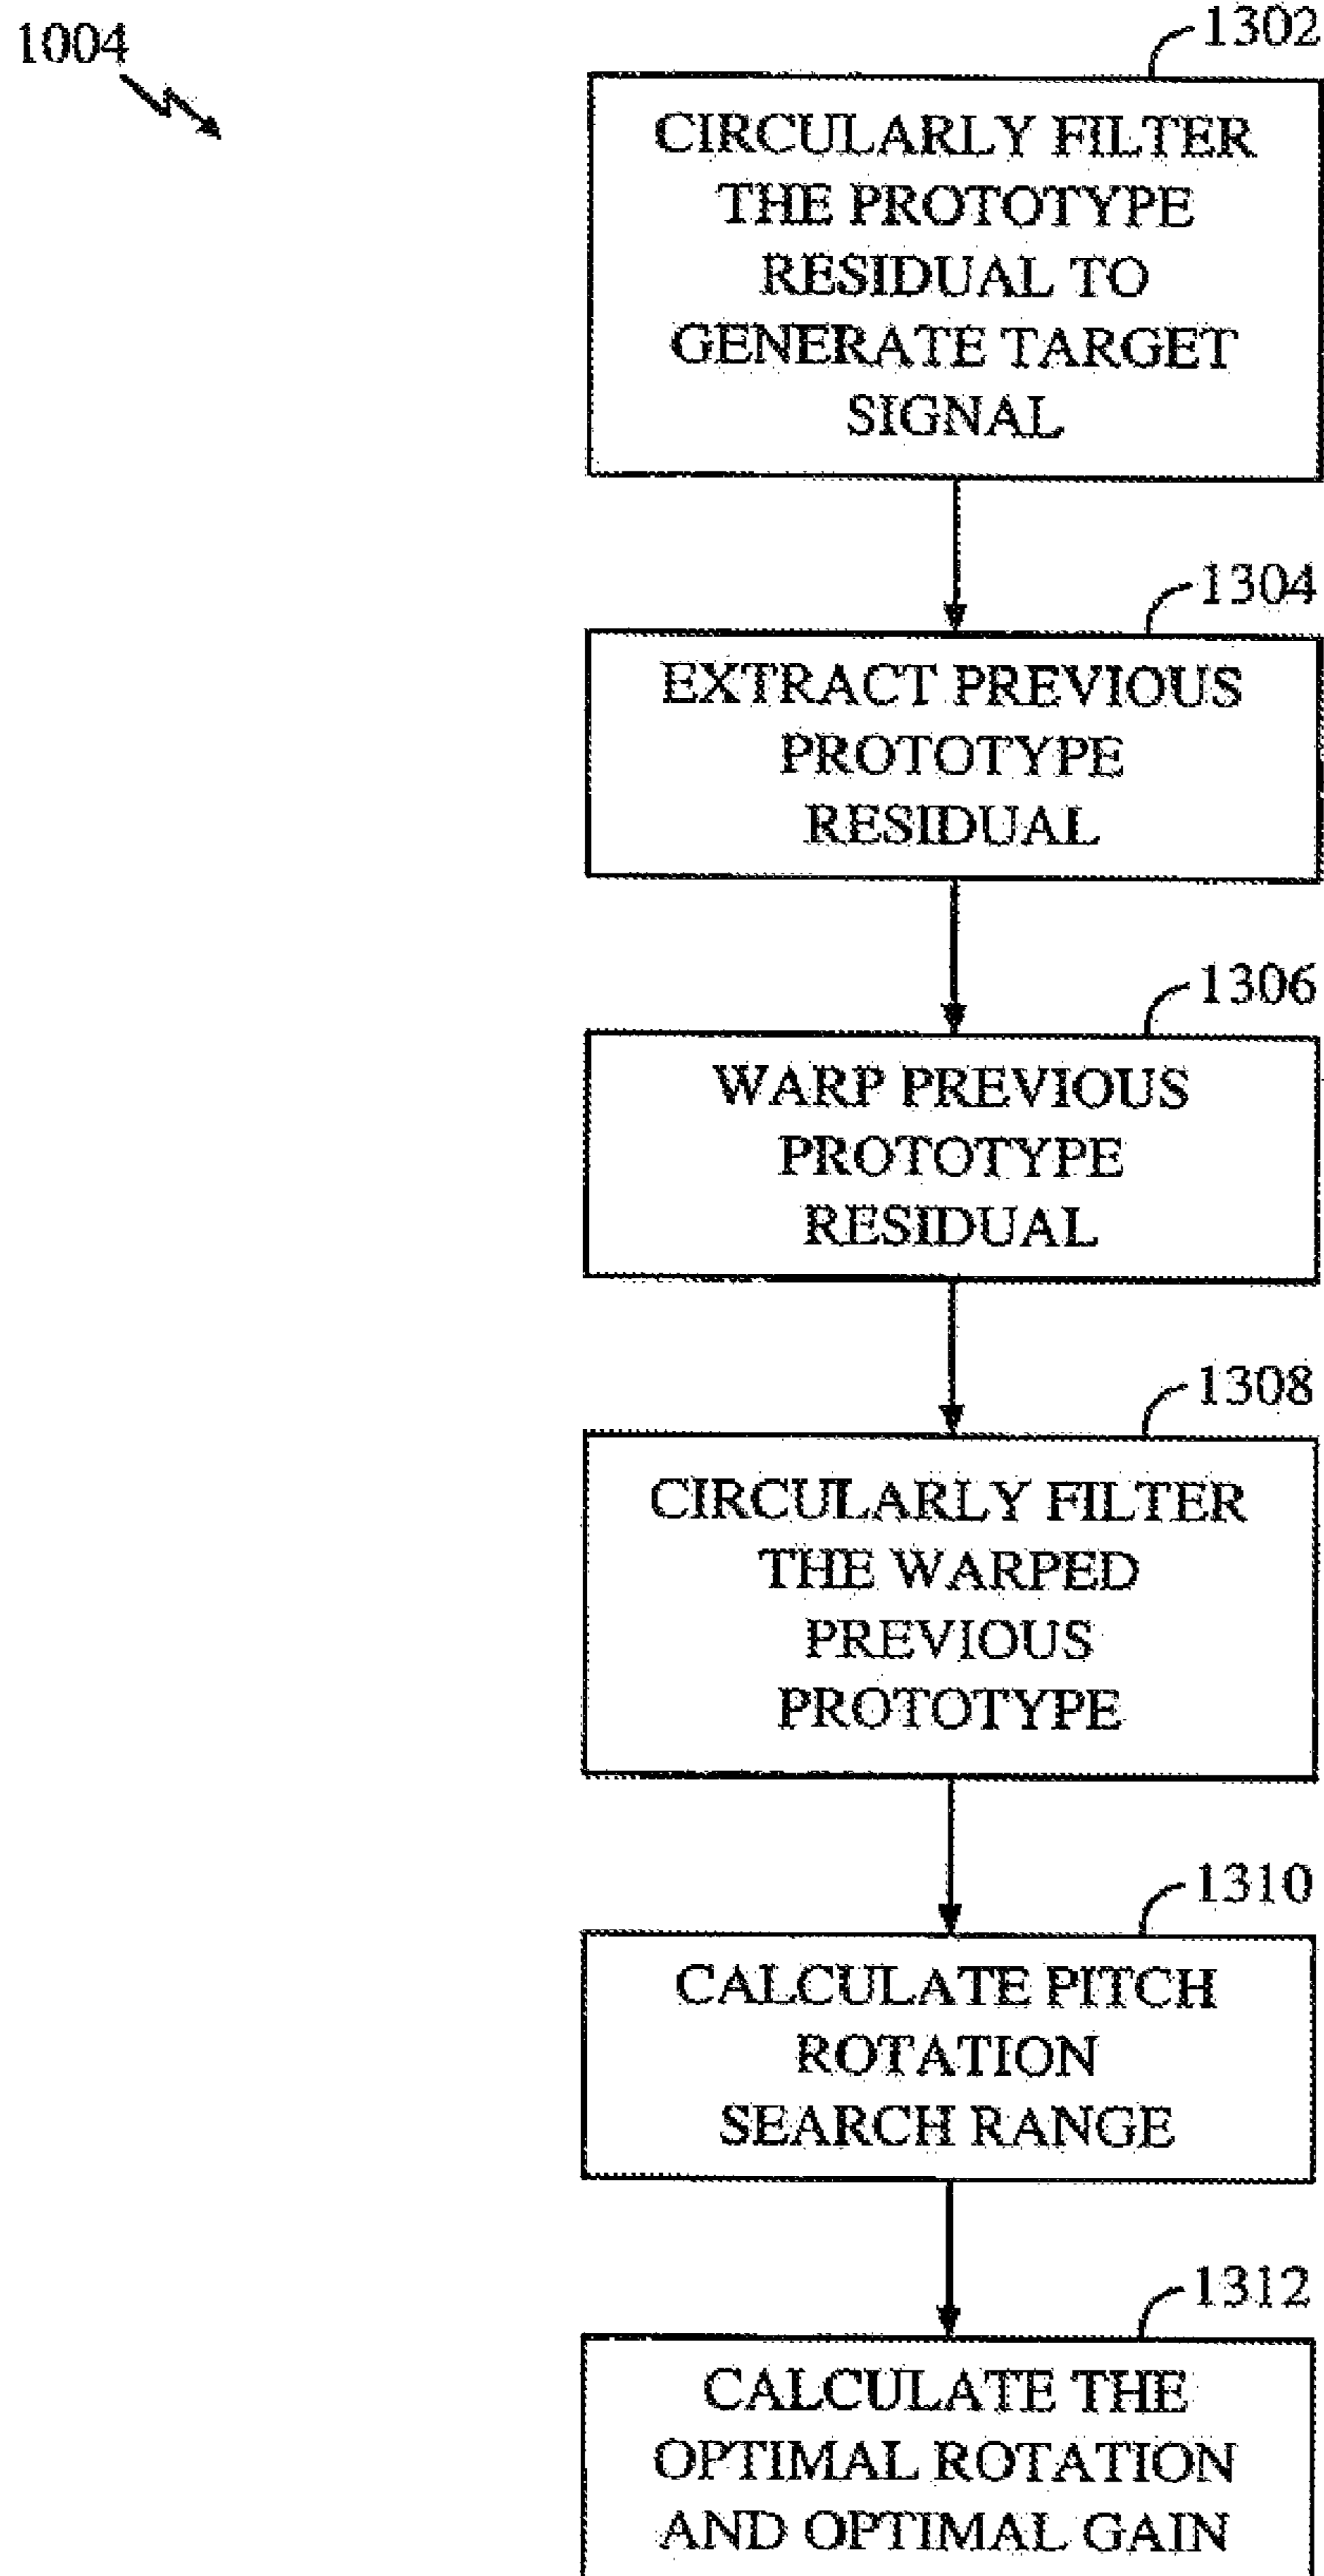 1004
1302
CIRCULARLY FILTER
THE PROTOTYPE
RESIDUAL TO
GENERATE TARGET
SIGNAL
1304
EXTRACT PREVIOUS
PROTOTYPE
RESIDUAL
1306
WARP PREVIOUS
PROTOTYPE
RESIDUAL
1308
CIRCULARLY FILTER
THE WARPED
PREVIOUS
PROTOTYPE
1310
CALCULATE PITCH
ROTATION
SEARCH RANGE
1312
CALCULATE THE
OPTIMAL ROTATION
AND OPTIMAL GAIN